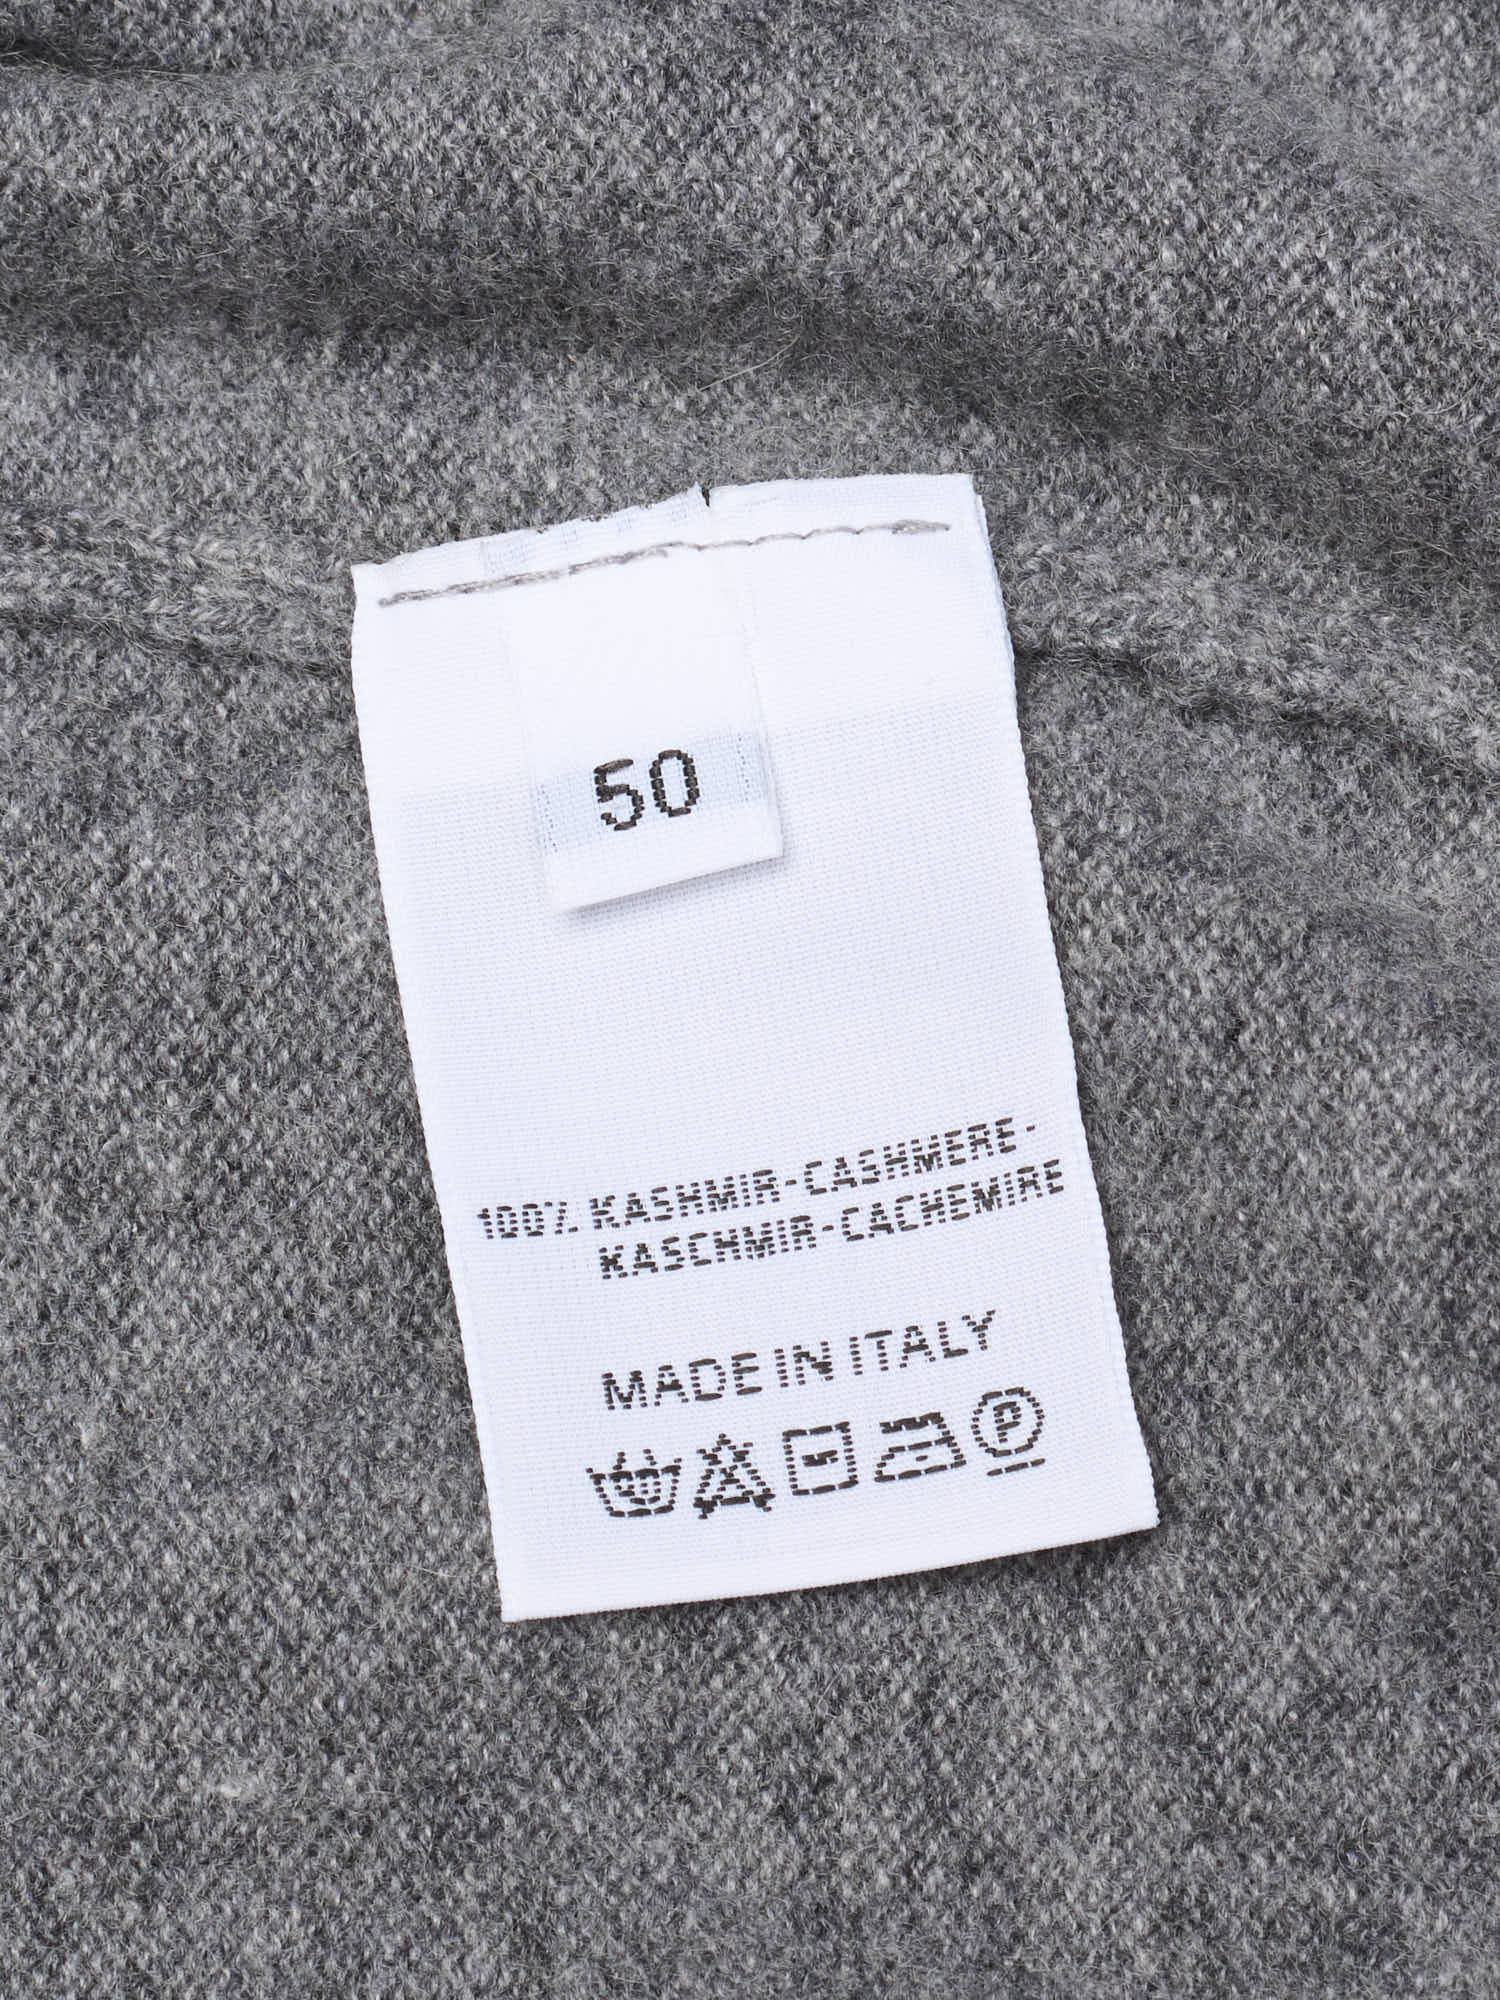 50
100% KASHMIR-CASHMERE-
KASCHMIR-CACHEMIRE
MADE IN ITALY
P